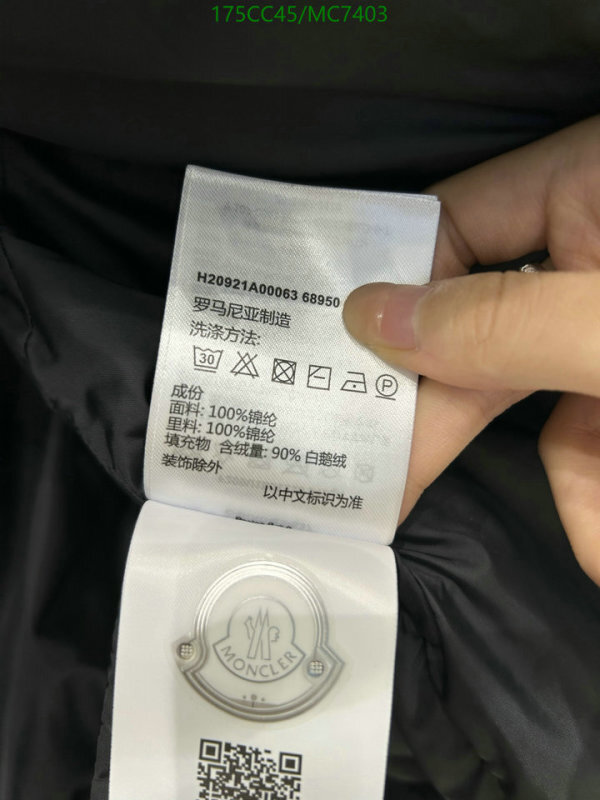 175CC45/MC7403
H20921A00063 68950
罗马尼亚制造
洗涤方法:
30
P
成份
面料: 100%锦纶
里料: 100%锦纶
填充物 含绒量: 90% 白鹅绒
装饰除外
以中文标识为准
MONCLER